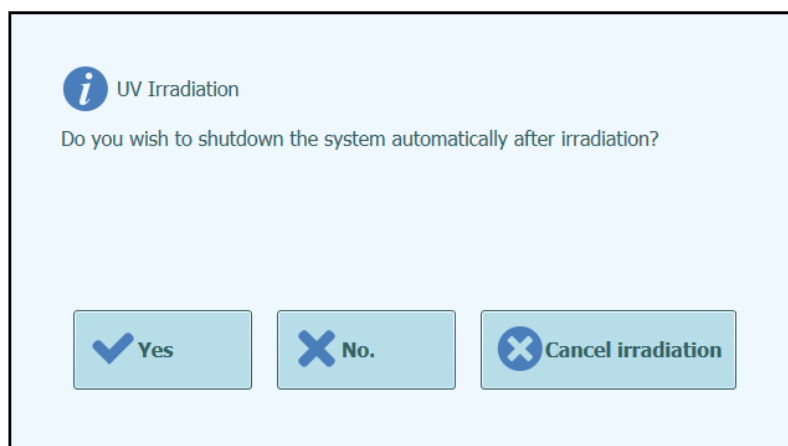 UV Irradiation
Do you wish to shutdown the system automatically after irradiation?
Yes
No.
Cancel irradiation